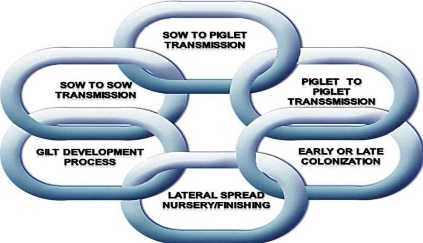 SOW TO PIGLET
TRANSMISSION
SOW TO SOW
TRANSMISSION
PIGLET TO
PIGLET
TRANSSMISSION
GILT DEVELOPMENT
PROCESS
EARLY OR LATE
COLONIZATION
LATERAL SPREAD
NURSERY/FINISHING